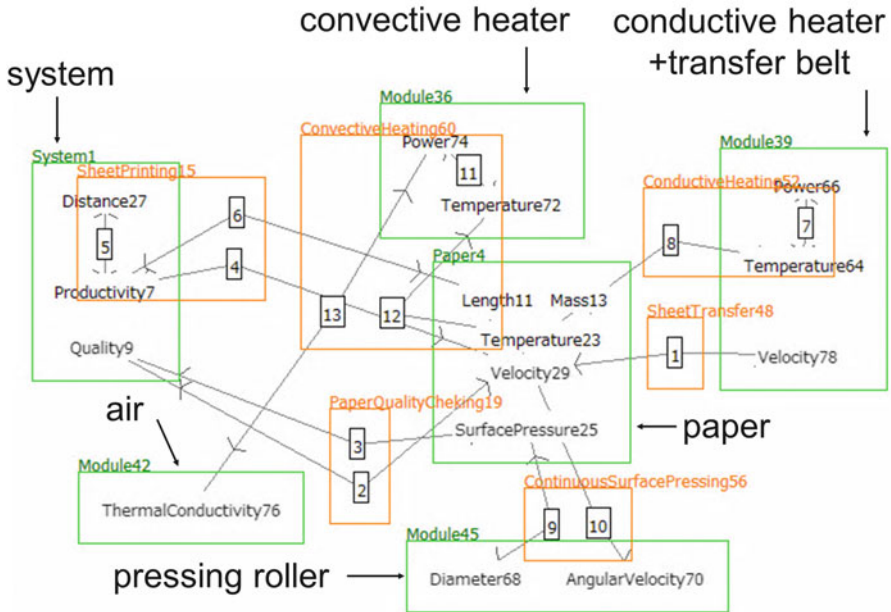 convective heater
conductive heater
+transfer belt
system
Module36
ConvectiveHeating60
Power74
11
Temperature72
Module39
System1
SheetPrinting15
Distance27
6
5
4
Productivity7
Quality9
ConductiveHeating52
Power66
7
8
Temperature64
Paper4
Length11
Mass13
13
12
Temperature23
Velocity29
SheetTransfer48
1
Velocity78
air
PaperQualityCheking19
3
2
SurfacePressure25
paper
Module42
ThermalConductivity76
ContinuousSurfacePressing56
9
10
Module45
pressing roller
Diameter68
AngularVelocity70